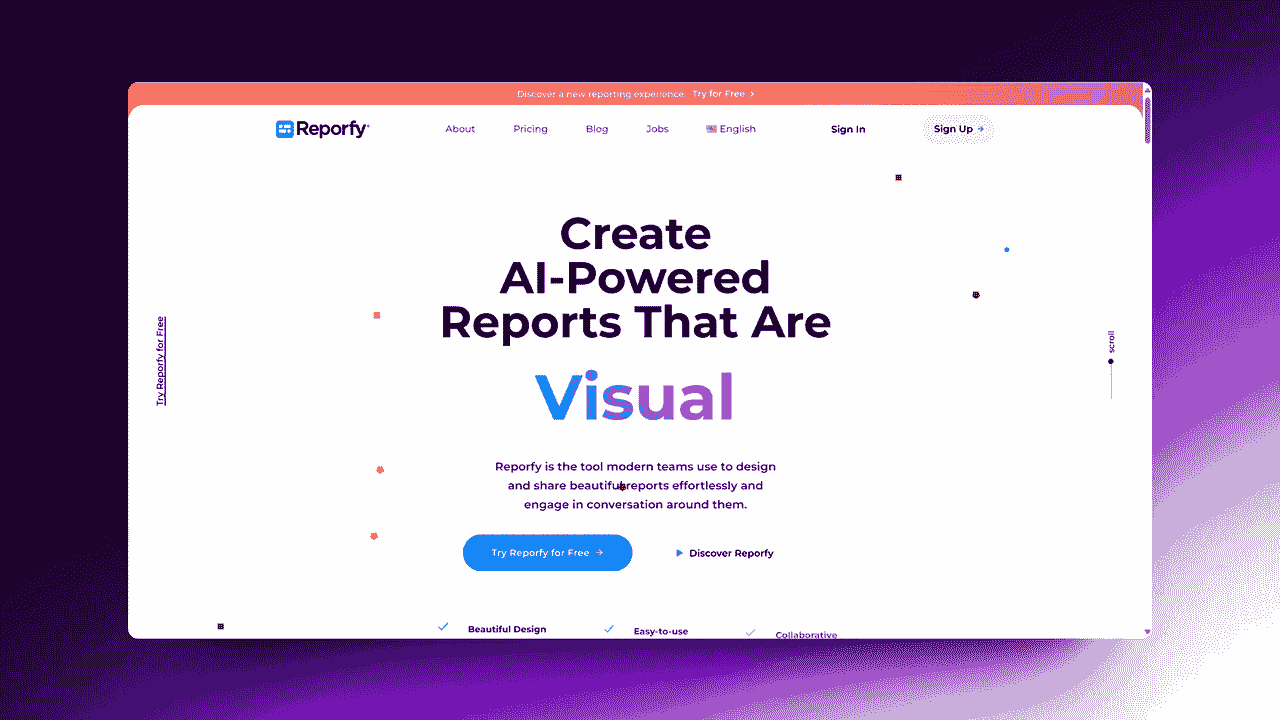 Discover a new reporting experience. Try for Free
Reporfy
About Pricing Blog Jobs English Sign In Sign Up
Create
AI-Powered
Reports That Are
Visual
Try Reporfy for Free
scroll
Reporfy is the tool modern teams use to design
and share beautiful reports effortlessly and
engage in conversation around them.
Try Reporfy for Free Discover Reporfy
Beautiful Design Easy-to-use Collaborative